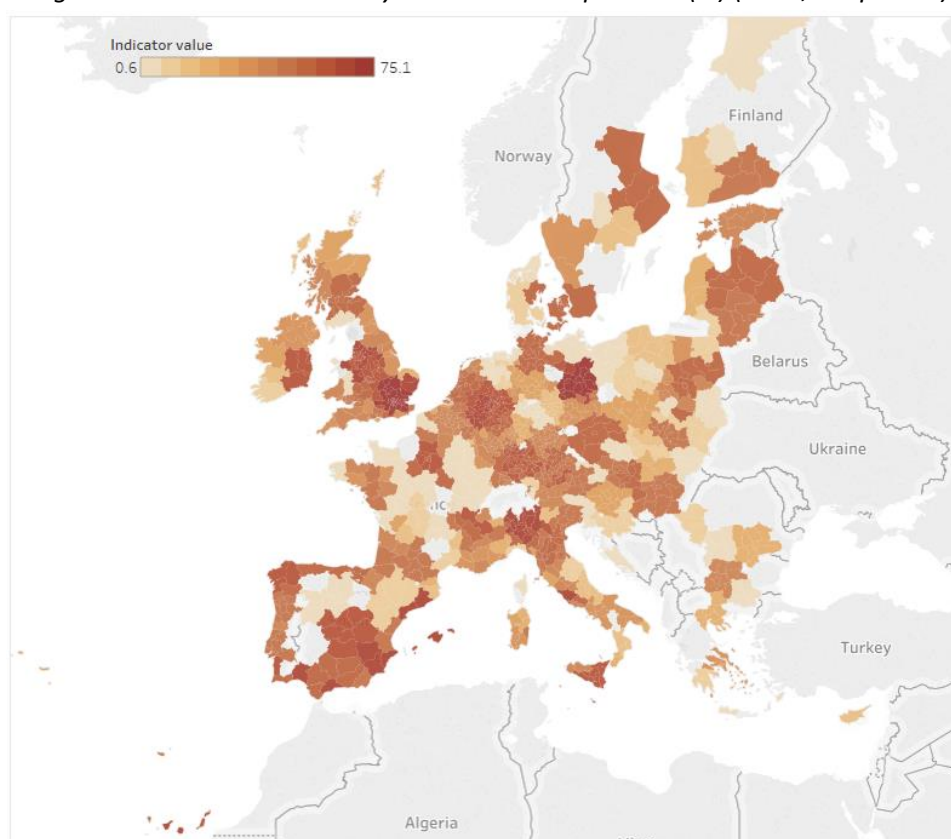 Indicator value
0.6
75.1
Finland
Norway
Belarus
Ukraine
Turkey
Algeria